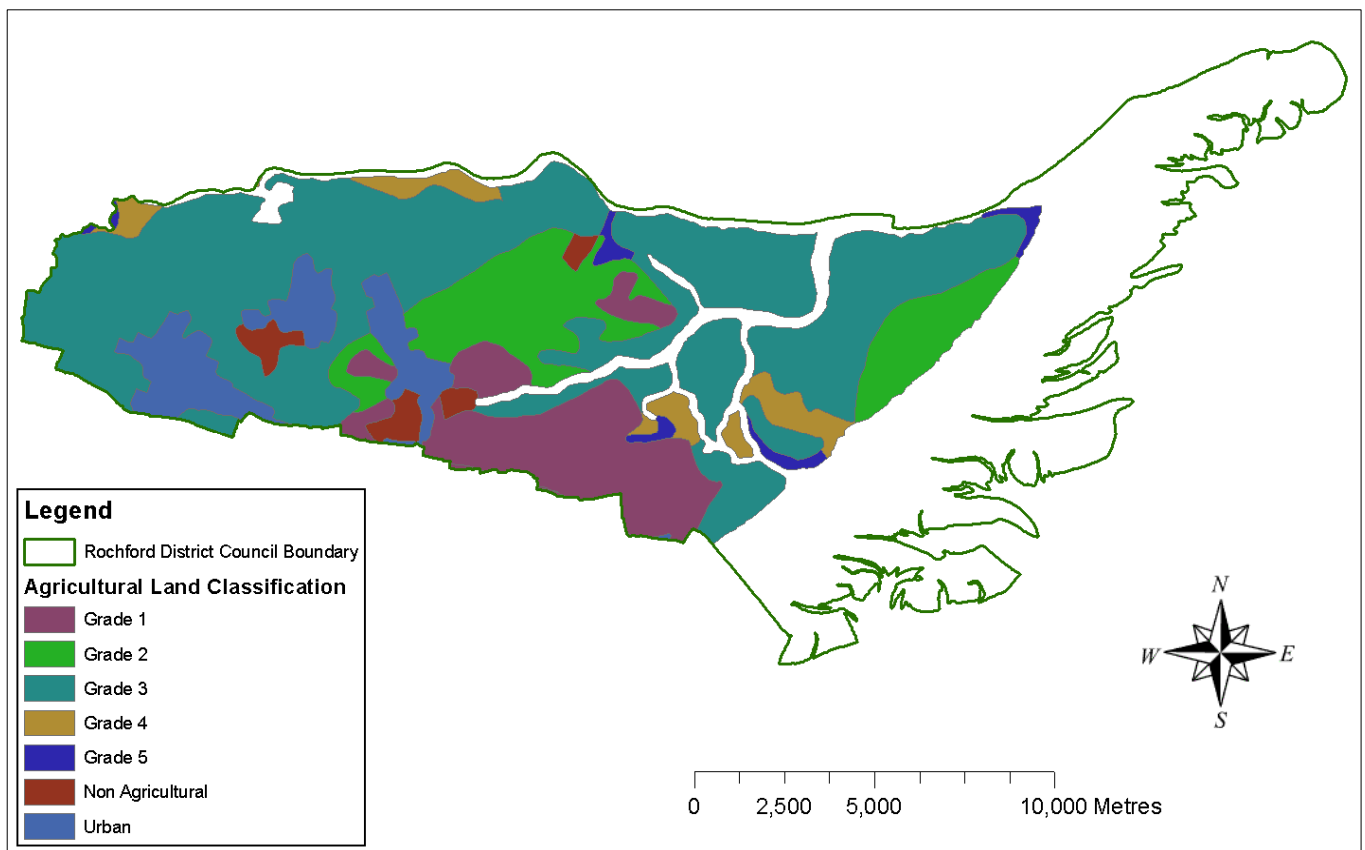 Legend
Rochford District Council Boundary
Agricultural Land Classification
Grade 1
Grade 2
Grade 3
Grade 4
Grade 5
Non Agricultural
Urban
N
W E
S
0 2,500 5,000 10,000 Metres